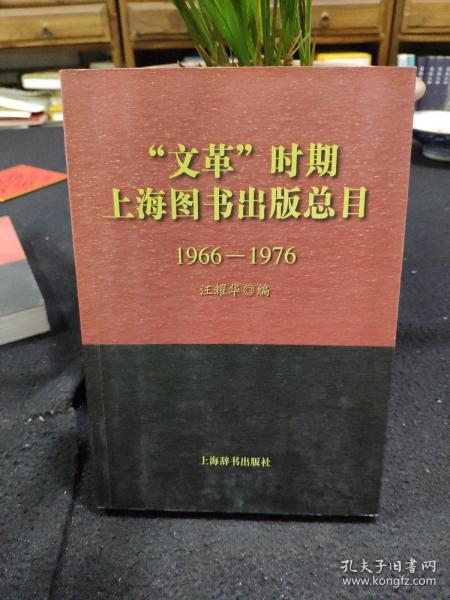 “文革”时期
上海图书出版总目
1966－1976
汪耀华◎编
上海辞书出版社
孔夫子旧书网
www.kongfz.com